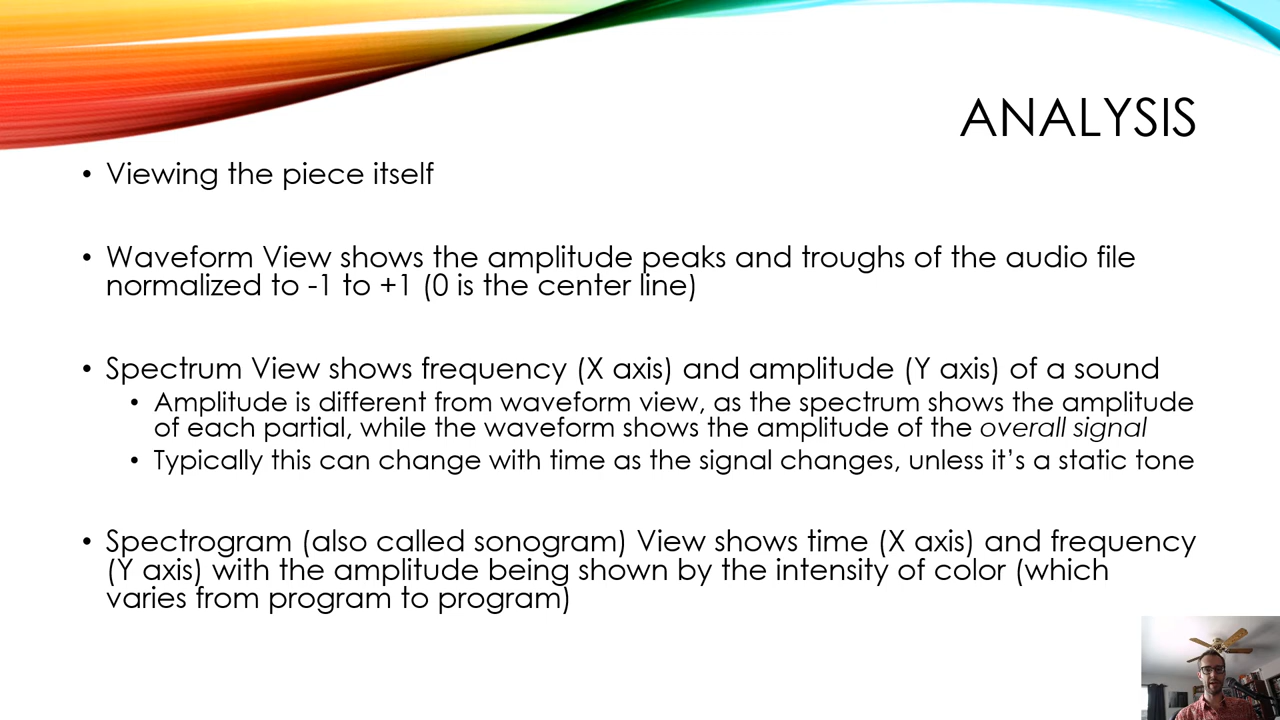 ANALYSIS
• Viewing the piece itself
• Waveform View shows the amplitude peaks and troughs of the audio file
normalized to -1 to +1 (0 is the center line)
• Spectrum View shows frequency (X axis) and amplitude (Y axis) of a sound
• Amplitude is different from waveform view, as the spectrum shows the amplitude
of each partial, while the waveform shows the amplitude of the overall signal
• Typically this can change with time as the signal changes, unless it’s a static tone
• Spectrogram (also called sonogram) View shows time (X axis) and frequency
(Y axis) with the amplitude being shown by the intensity of color (which
varies from program to program)